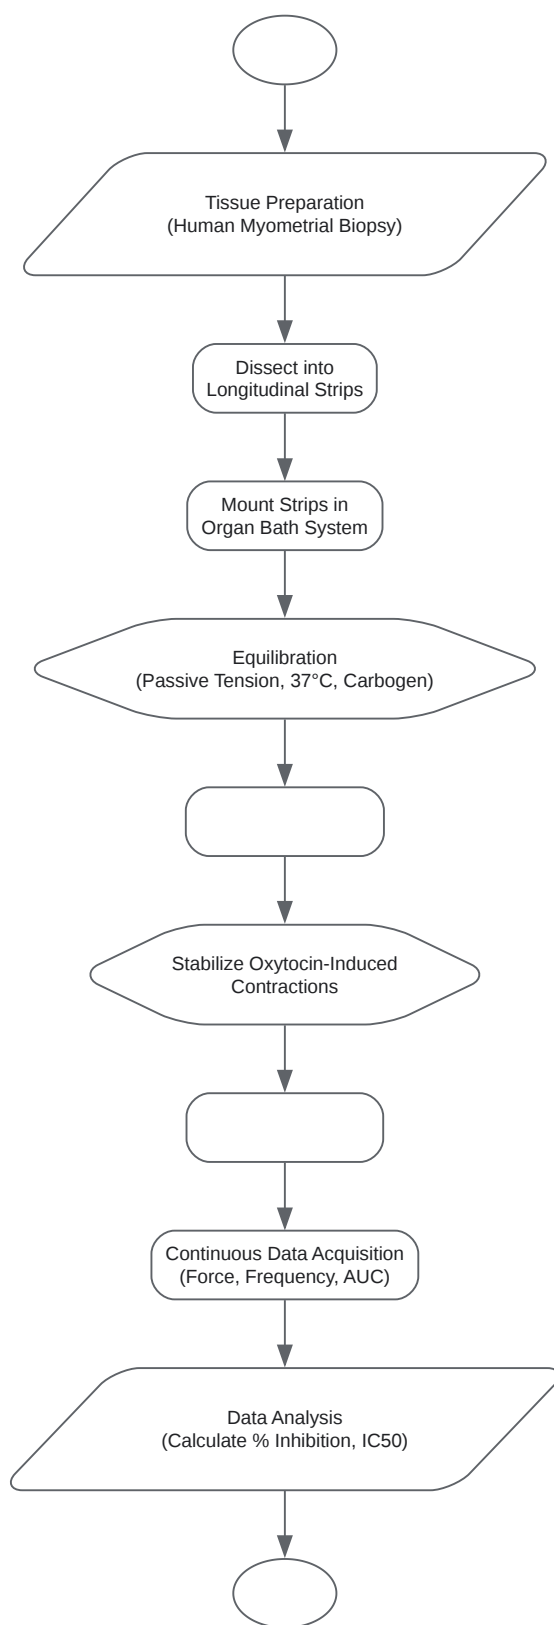 Tissue Preparation
(Human Myometrial Biopsy)
Dissect into
Longitudinal Strips
Mount Strips in
Organ Bath System
Equilibration
(Passive Tension, 37°C, Carbogen)
Stabilize Oxytocin-Induced
Contractions
Continuous Data Acquisition
(Force, Frequency, AUC)
Data Analysis
(Calculate % Inhibition, IC50)